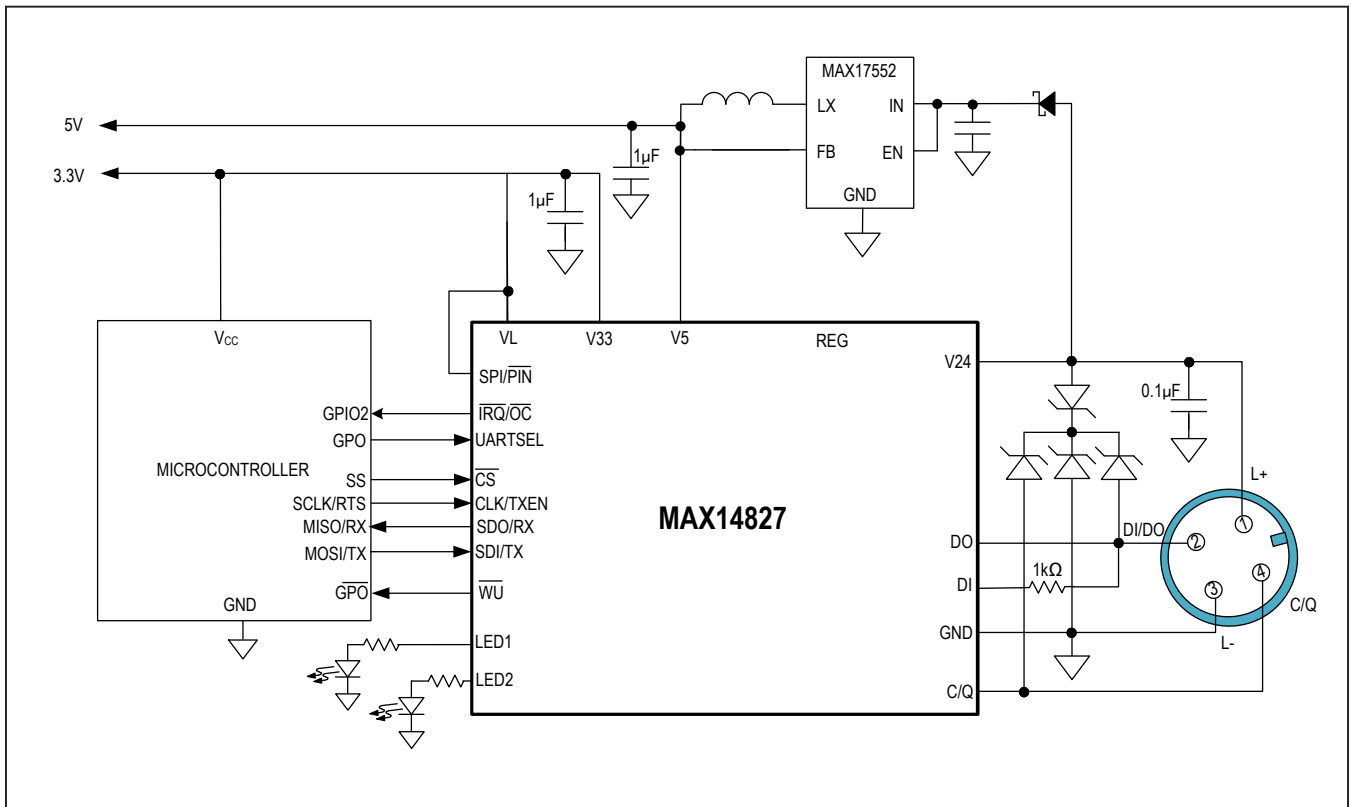 MAX17552
LX
IN
FB
EN
GND
5V
3.3V
1µF
1µF
VCC
VL
V33
V5
REG
V24
SPI/PIN
GPIO2
IRQ/OC
GPO
UARTSEL
MICROCONTROLLER
SS
CS
SCLK/RTS
CLK/TXEN
MISO/RX
SDO/RX
MOSI/TX
SDI/TX
GPO
WU
GND
LED1
LED2
MAX14827
0.1µF
L+
DO
DI/DO
DI
1kΩ
GND
C/Q
1
2
3
4
L-
C/Q